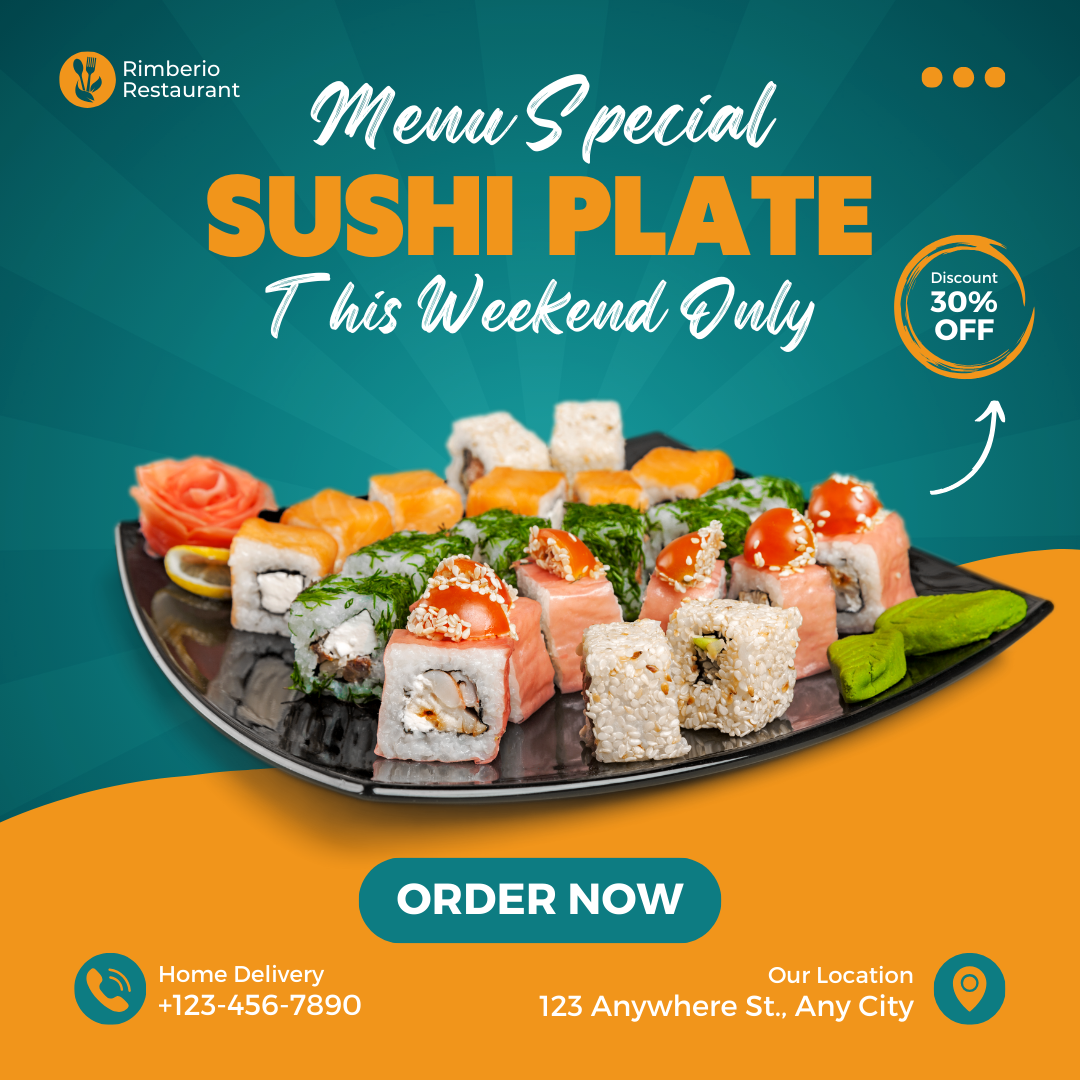 Rimberio
Restaurant
Menu Special
SUSHI PLATE
This Weekend Only
Discount
30%
OFF
ORDER NOW
Home Delivery
+123-456-7890
Our Location
123 Anywhere St., Any City